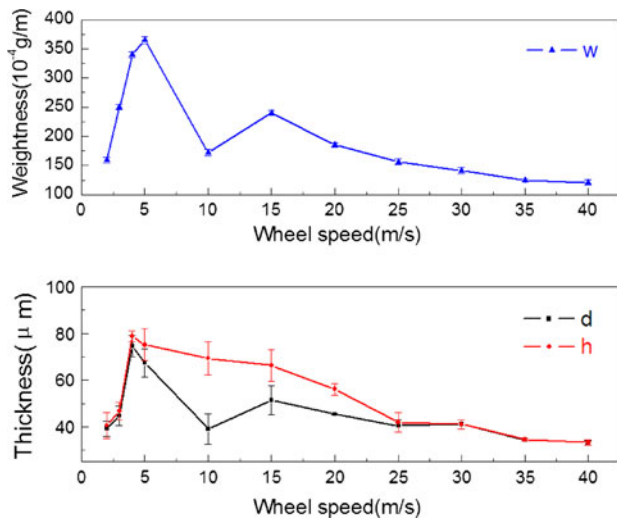 400
350
300
250
200
150
100
Weightness(10⁻⁴g/m)
w
0 5 10 15 20 25 30 35 40
Wheel speed(m/s)
100
80
60
40
Thickness( μ m)
d
h
0 5 10 15 20 25 30 35 40
Wheel speed(m/s)